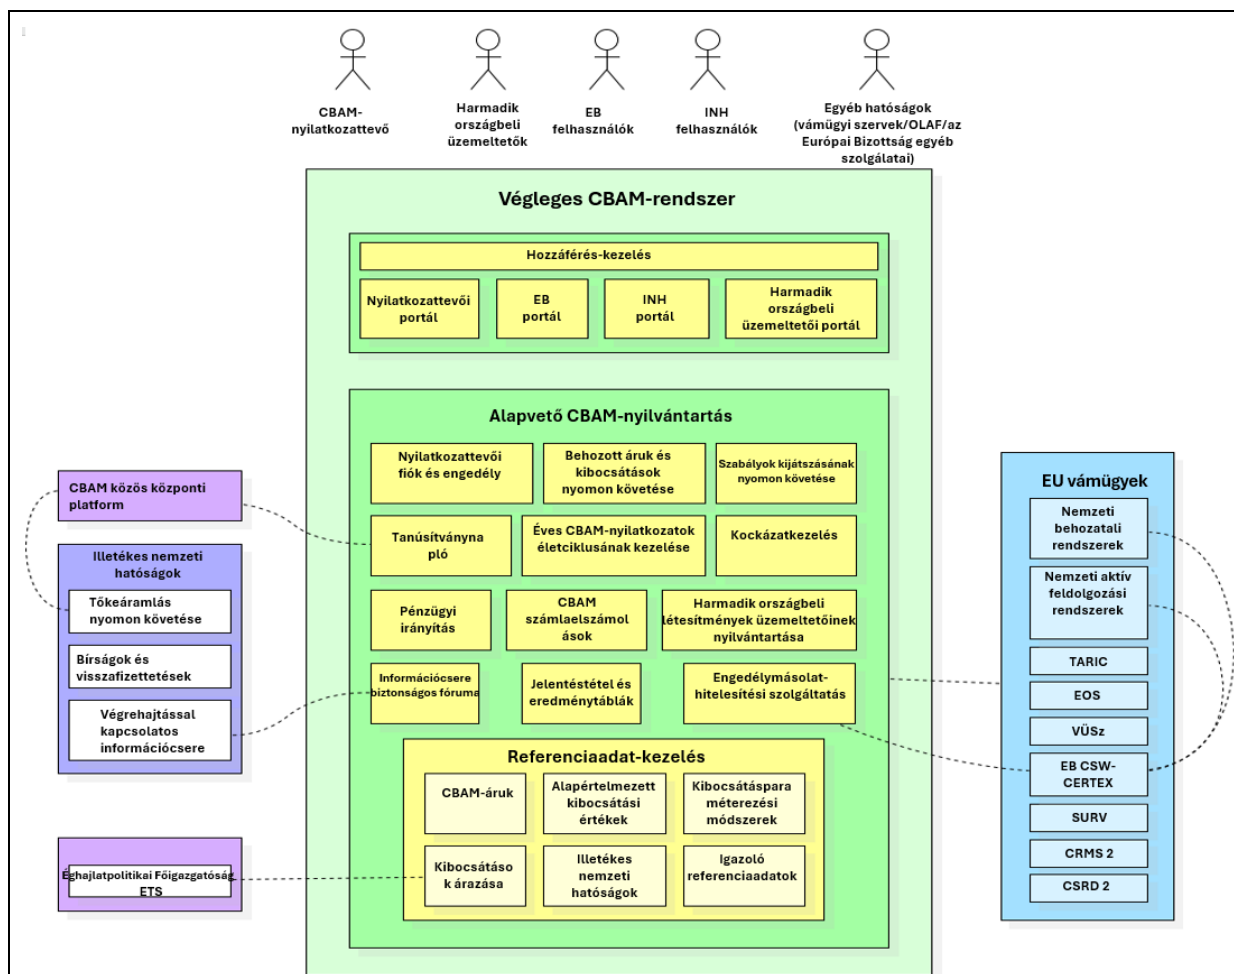 CBAM-
nyilatkozattevő
Harmadik
országbeli
üzemeltetők
EB
felhasználók
INH
felhasználók
Egyéb hatóságok
(vámügyi szervek/OLAF/az
Európai Bizottság egyéb
szolgálatai)
Végleges CBAM-rendszer
Hozzáférés-kezelés
Nyilatkozattevői
portál
EB
portál
INH
portál
Harmadik
országbeli
üzemeltetői portál
Alapvető CBAM-nyilvántartás
Nyilatkozattevői
fiók és engedély
Behozott áruk és
kibocsátások
nyomon követése
Szabályok kijátszásának
nyomon követése
Tanúsítványna
pló
Éves CBAM-nyilatkozatok
életciklusának kezelése
Kockázatkezelés
Pénzügyi
irányítás
CBAM
számlaelszámol
ások
Harmadik országbeli
létesítmények üzemeltetőinek
nyilvántartása
Információcsere
biztonságos fóruma
Jelentéstétel és
eredménytáblák
Engedélymásolat-
hitelesítési szolgáltatás
Referenciaadat-kezelés
CBAM-áruk
Alapértelmezett
kibocsátási
értékek
Kibocsátáspara
méterezési
módszerek
Kibocsátáso
k árazása
Illetékes
nemzeti
hatóságok
Igazoló
referenciaadatok
CBAM közös központi
platform
Illetékes nemzeti
hatóságok
Tőkeáramlás
nyomon követése
Bírságok és
visszafizettetések
Végrehajtással
kapcsolatos
információcsere
Éghajlatpolitikai Főigazgatóság
ETS
EU vámügyek
Nemzeti
behozatali
rendszerek
Nemzeti aktív
feldolgozási
rendszerek
TARIC
EOS
VÜSz
EB CSW-
CERTEX
SURV
CRMS 2
CSRD 2